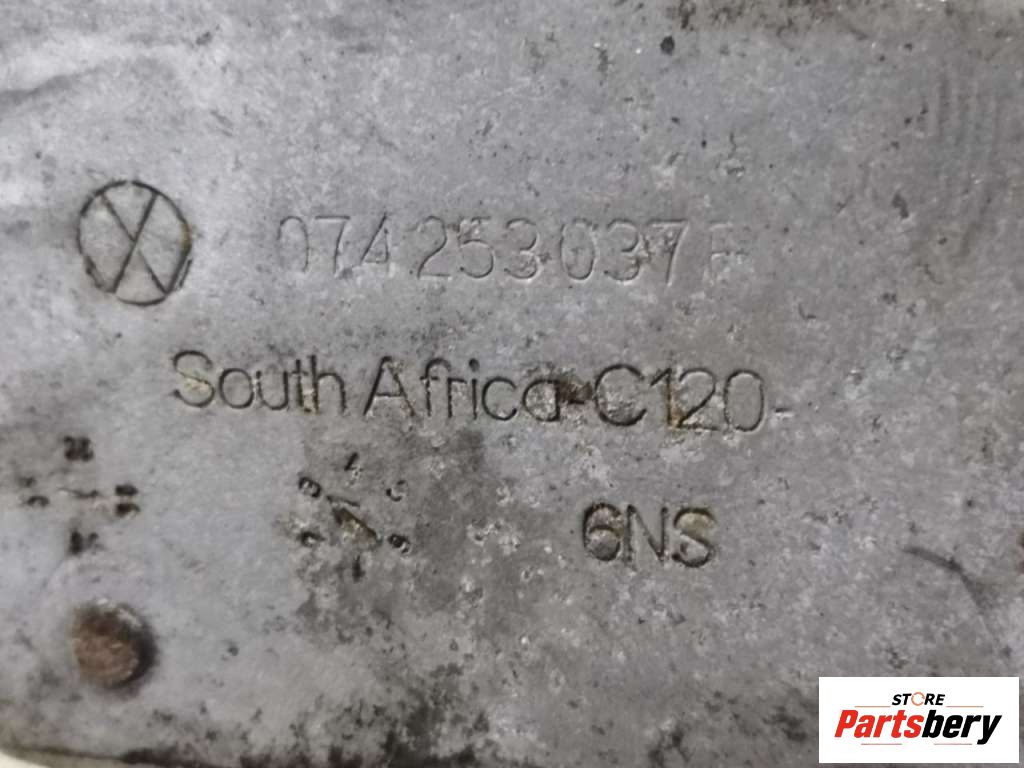 074 253 037
South Africa-C120-
6NS
STORE
Partsbery